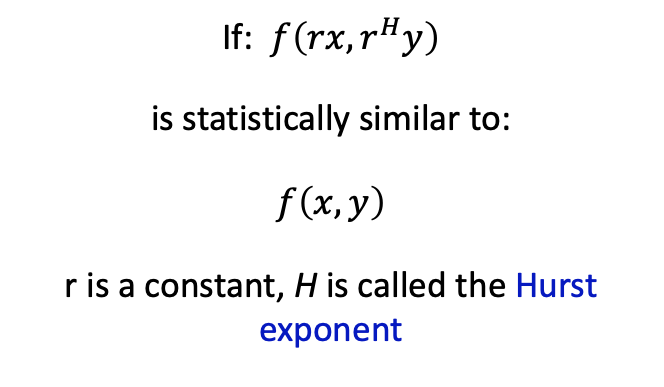 If: f(rx, r^H y)
is statistically similar to:
f(x, y)
r is a constant, H is called the Hurst
exponent